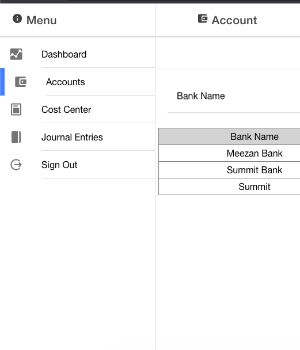 Menu
Account
Dashboard
Accounts
Cost Center
Journal Entries
Sign Out
Bank Name
Bank Name
Meezan Bank
Summit Bank
Summit